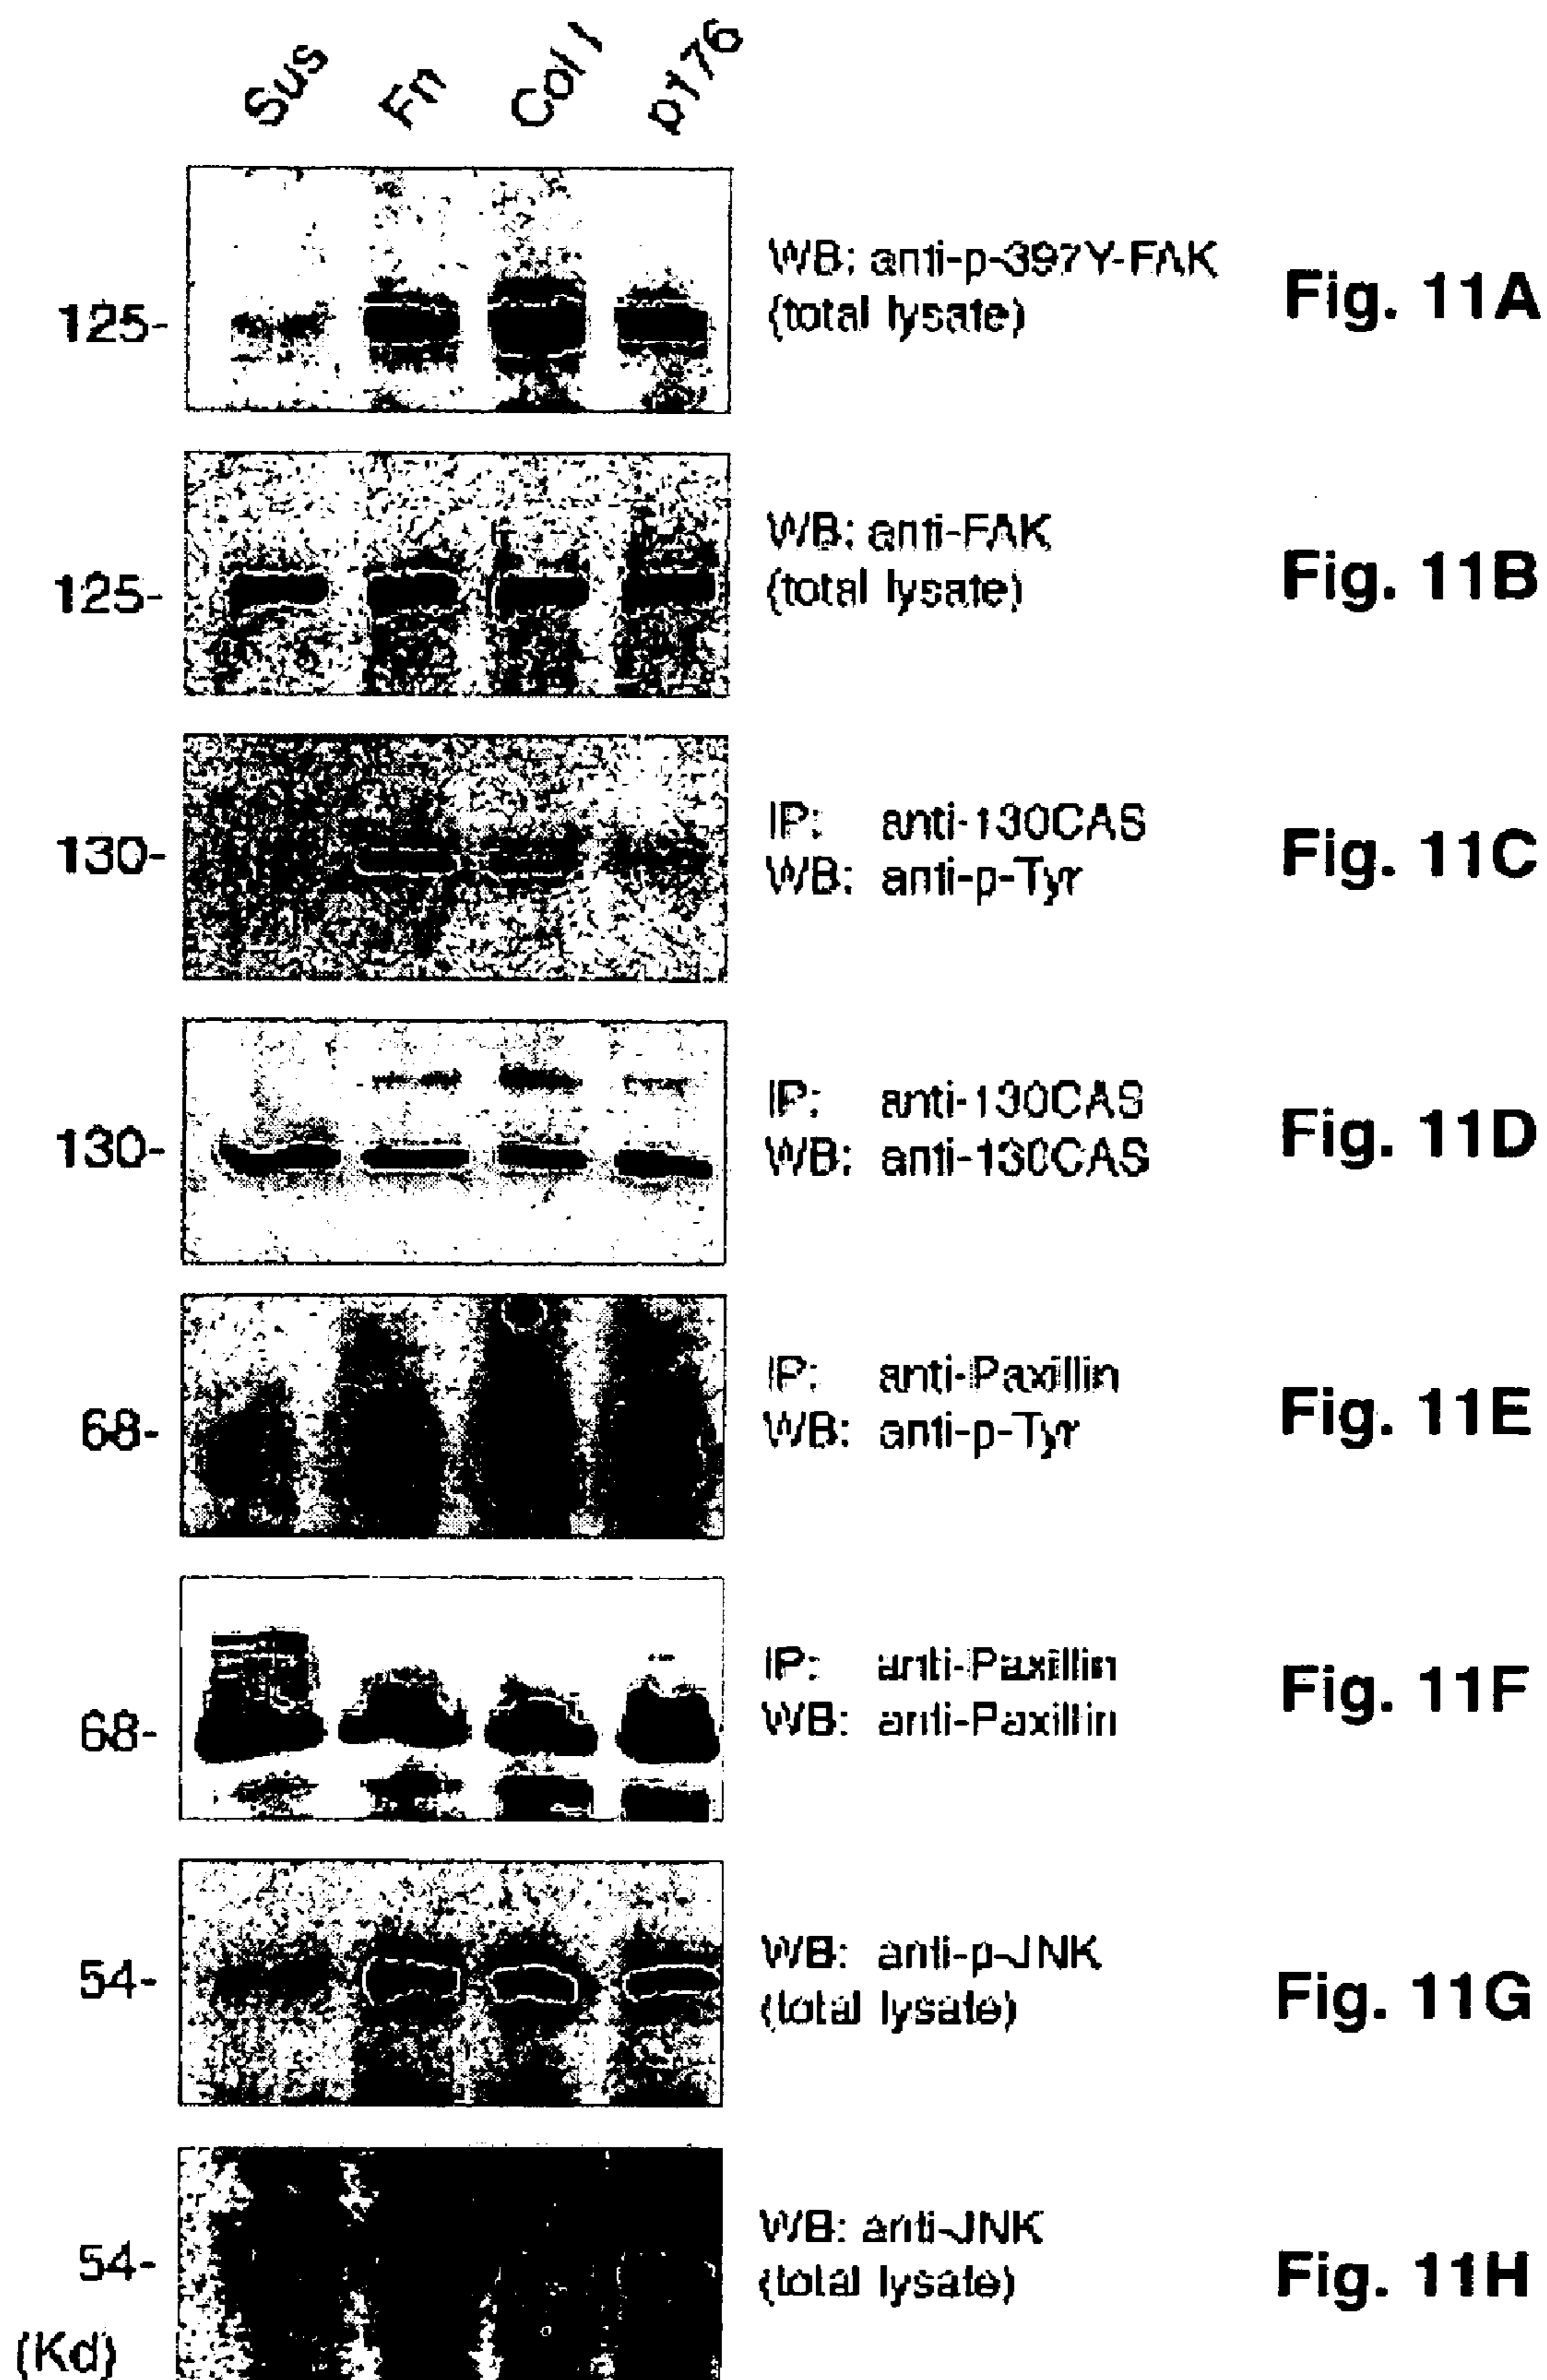 Sus Fn Col I p176
125-
WB: anti-p-397Y-FAK
(total lysate)
Fig. 11A
125-
WB: anti-FAK
(total lysate)
Fig. 11B
130-
IP: anti-130CAS
WB: anti-p-Tyr
Fig. 11C
130-
IP: anti-130CAS
WB: anti-130CAS
Fig. 11D
68-
IP: anti-Paxillin
WB: anti-p-Tyr
Fig. 11E
68-
IP: anti-Paxillin
WB: anti-Paxillin
Fig. 11F
54-
WB: anti-p-JNK
(total lysate)
Fig. 11G
54-
WB: anti-JNK
(total lysate)
Fig. 11H
(Kd)